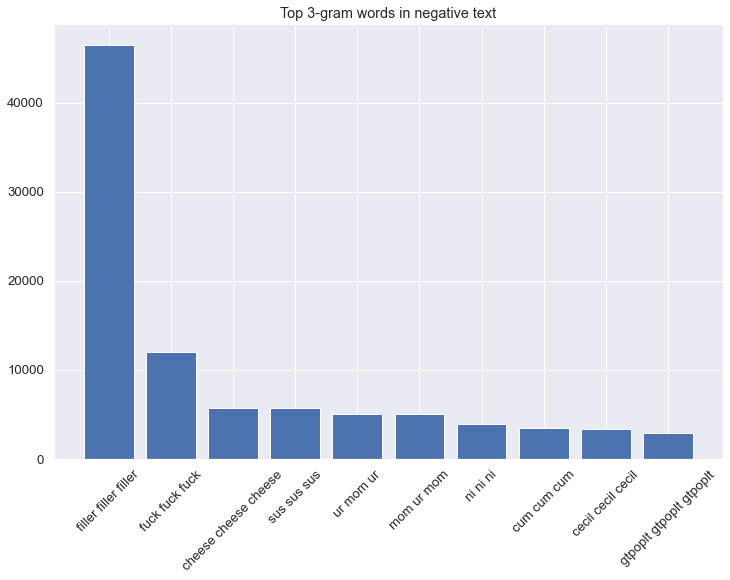 Top 3-gram words in negative text
40000
30000
20000
10000
0
filler filler filler
fuck fuck fuck
cheese cheese cheese
sus sus sus
ur mom ur
mom ur mom
ni ni ni
cum cum cum
cecil cecil cecil
gtpoplt gtpoplt gtpoplt